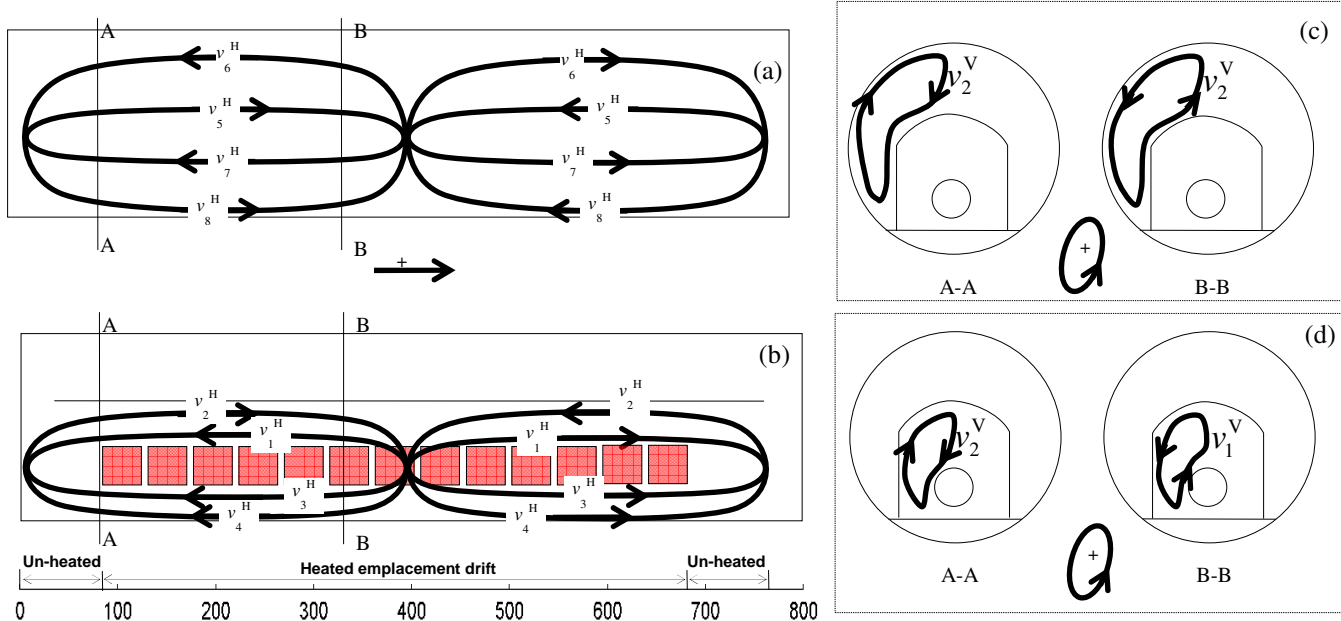 A B
v₆ᴴ v₆ᴴ (a)
v₅ᴴ v₅ᴴ
v₇ᴴ v₇ᴴ
v₈ᴴ v₈ᴴ
A B
+
A B (b)
v₂ᴴ v₂ᴴ
v₁ᴴ v₁ᴴ
v₃ᴴ v₃ᴴ
v₄ᴴ v₄ᴴ
A B
Un-heated Heated emplacement drift Un-heated
0 100 200 300 400 500 600 700 800
(c)
v₂ⱽ v₂ⱽ
+
A-A B-B
(d)
v₂ⱽ v₁ⱽ
+
A-A B-B